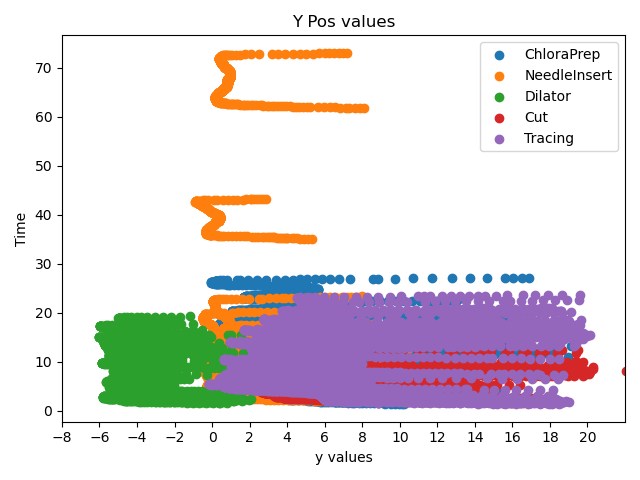 Y Pos values
ChloraPrep
NeedleInsert
Dilator
Cut
Tracing
Time
70
60
50
40
30
20
10
0
−8 −6 −4 −2 0 2 4 6 8 10 12 14 16 18 20
y values